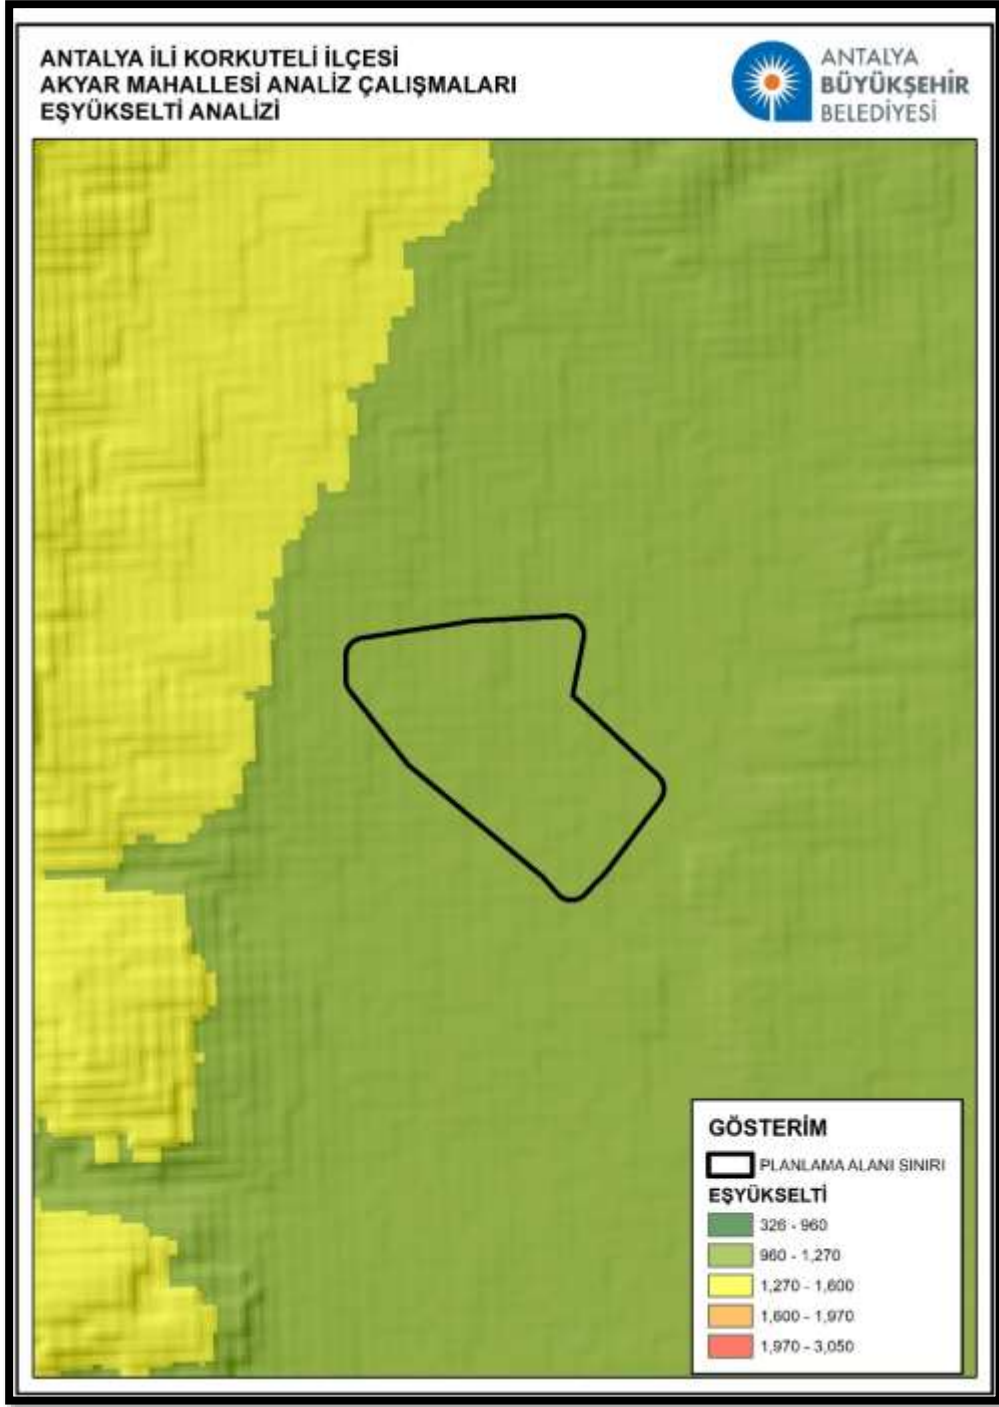 ANTALYA İLİ KORKUTELİ İLÇESİ
AKYAR MAHALLESİ ANALİZ ÇALIŞMALARI
EŞYÜKSELTİ ANALİZİ
ANTALYA
BÜYÜKŞEHİR
BELEDİYESİ
GÖSTERİM
PLANLAMA ALANI SINIRI
EŞYÜKSELTİ
326 - 960
960 - 1,270
1,270 - 1,600
1,600 - 1,970
1,970 - 3,050